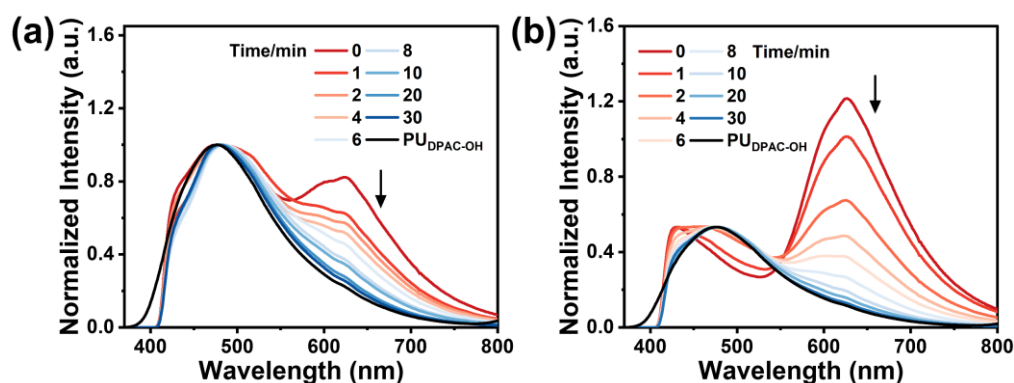 (a)
Normalized Intensity (a.u.)
1.6
1.2
0.8
0.4
0.0
Time/min
0 8
1 10
2 20
4 30
6 PU_DPAC-OH
400 500 600 700 800
Wavelength (nm)
(b)
Normalized Intensity (a.u.)
1.6
1.2
0.8
0.4
0.0
0 8 Time/min
1 10
2 20
4 30
6 PU_DPAC-OH
400 500 600 700 800
Wavelength (nm)